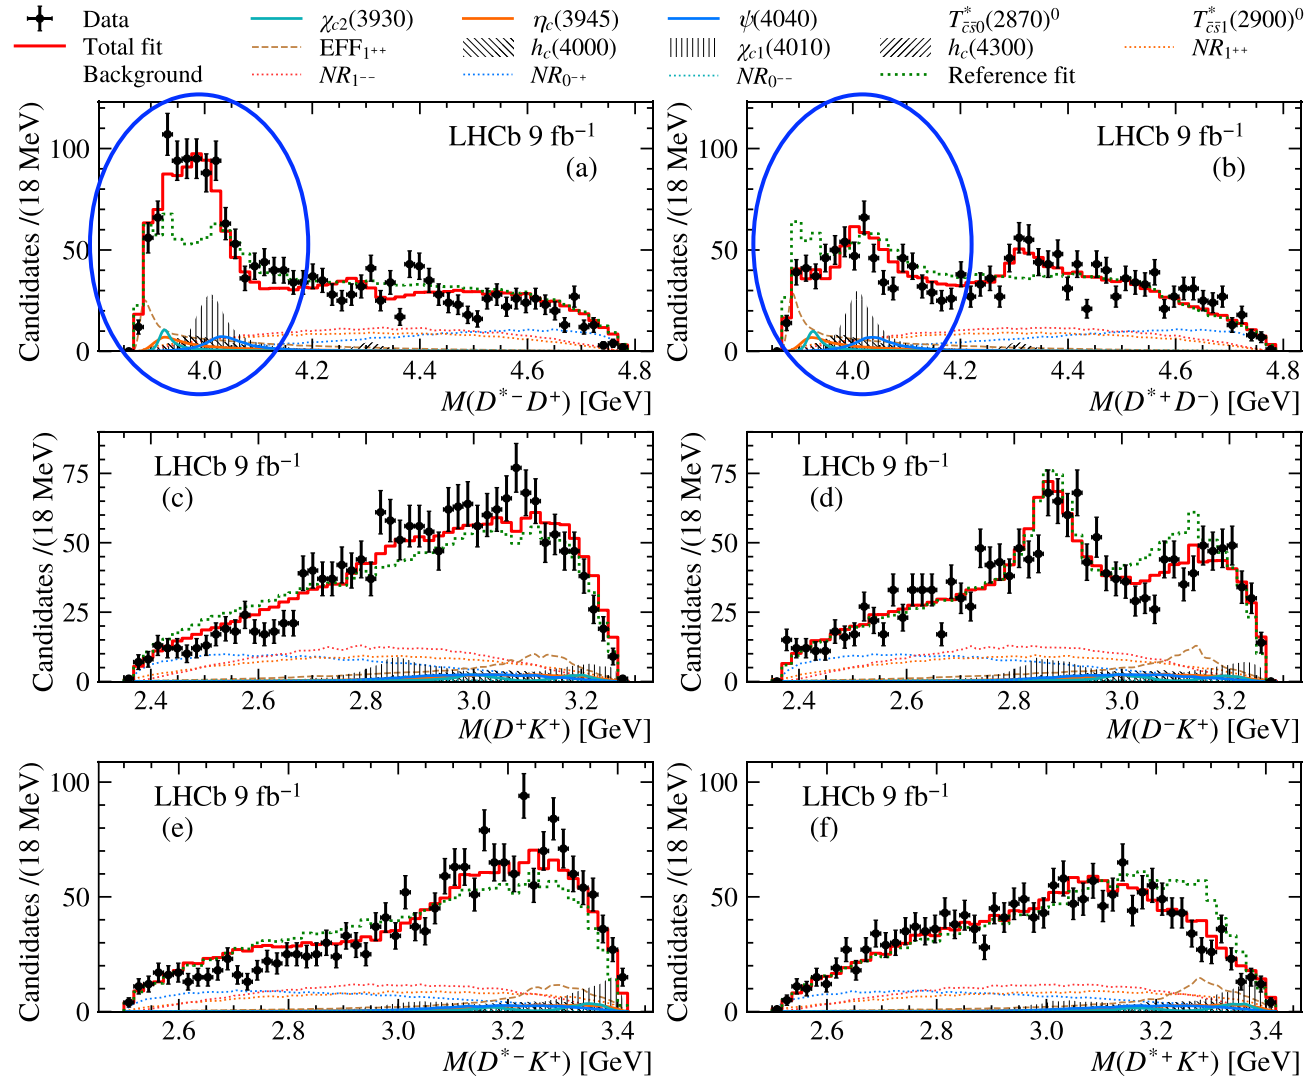 Data χc2(3930) ηc(3945) ψ(4040) T*c̄s̄0(2870)⁰ T*c̄s̄1(2900)⁰
Total fit EFF1++ hc(4000) χc1(4010) hc(4300) NR1++
Background NR1−− NR0−+ NR0−− Reference fit
Candidates /(18 MeV)
100
50
0
LHCb 9 fb⁻¹
(a)
4.0 4.2 4.4 4.6 4.8
M(D*−D+) [GeV]
Candidates /(18 MeV)
100
50
0
LHCb 9 fb⁻¹
(b)
4.0 4.2 4.4 4.6 4.8
M(D*+D−) [GeV]
Candidates /(18 MeV)
75
50
25
0
LHCb 9 fb⁻¹
(c)
2.4 2.6 2.8 3.0 3.2
M(D+K+) [GeV]
Candidates /(18 MeV)
75
50
25
0
LHCb 9 fb⁻¹
(d)
2.4 2.6 2.8 3.0 3.2
M(D−K+) [GeV]
Candidates /(18 MeV)
100
50
0
LHCb 9 fb⁻¹
(e)
2.6 2.8 3.0 3.2 3.4
M(D*−K+) [GeV]
Candidates /(18 MeV)
100
50
0
LHCb 9 fb⁻¹
(f)
2.6 2.8 3.0 3.2 3.4
M(D*+K+) [GeV]